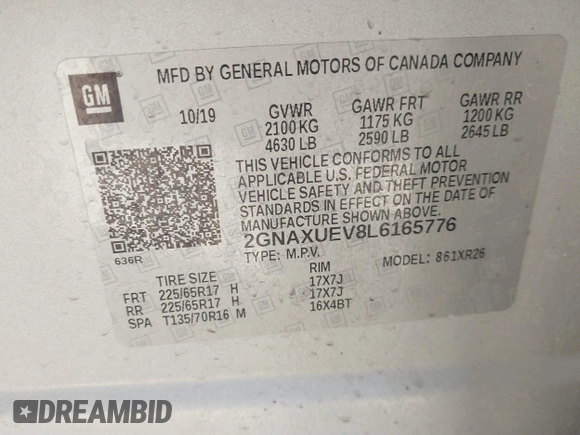 GM
MFD BY GENERAL MOTORS OF CANADA COMPANY
10/19 GVWR GAWR FRT GAWR RR
2100 KG 1175 KG 1200 KG
4630 LB 2590 LB 2645 LB
THIS VEHICLE CONFORMS TO ALL
APPLICABLE U.S. FEDERAL MOTOR
VEHICLE SAFETY AND THEFT PREVENTION
STANDARDS IN EFFECT ON THE DATE OF
MANUFACTURE SHOWN ABOVE.
2GNAXUEV8L6165776
636R TYPE: M.P.V. MODEL: 861XR26
TIRE SIZE RIM
FRT 225/65R17 H 17X7J
RR 225/65R17 H 17X7J
SPA T135/70R16 M 16X4BT
DREAMBID